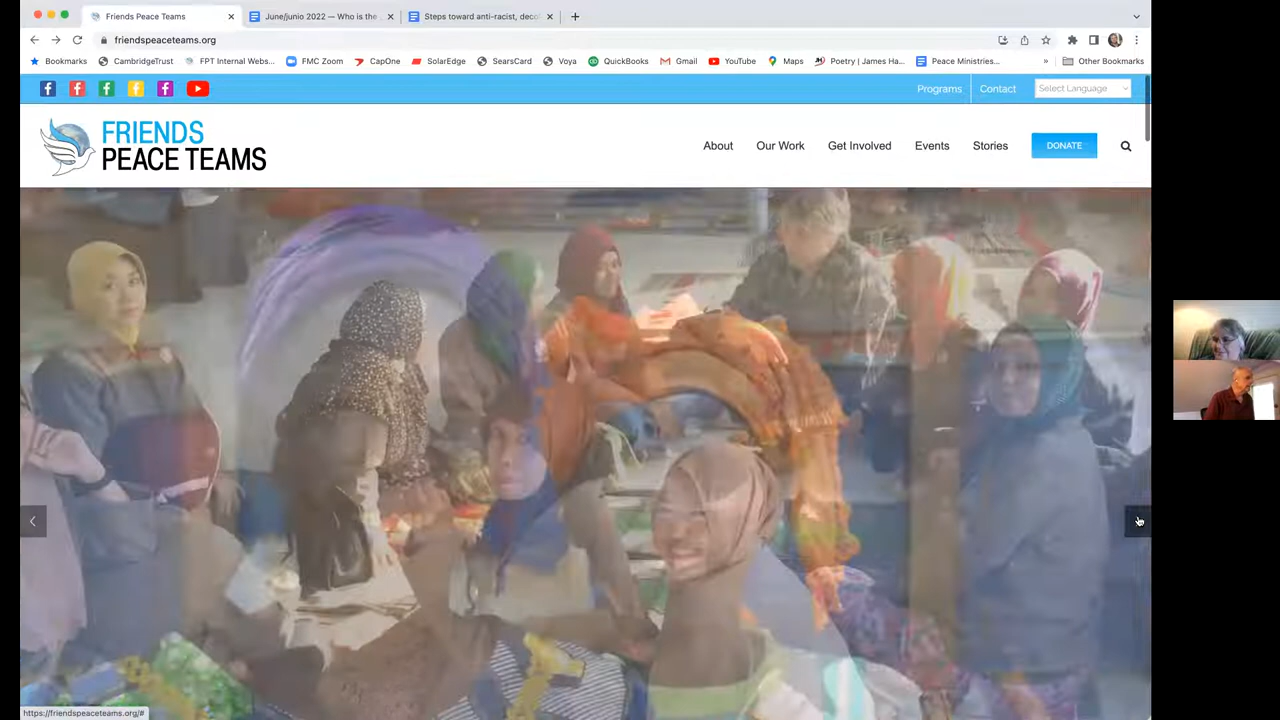 Friends Peace Teams
June/junio 2022 — Who is the
Steps toward anti-racist, deco
friendspeaceteams.org
Bookmarks
CambridgeTrust
FPT Internal Webs...
FMC Zoom
CapOne
SolarEdge
SearsCard
Voya
QuickBooks
Gmail
YouTube
Maps
Poetry | James Ha...
Peace Ministries...
»
Other Bookmarks
Programs
Contact
Select Language
FRIENDS
PEACE TEAMS
About
Our Work
Get Involved
Events
Stories
DONATE
https://friendspeaceteams.org/#